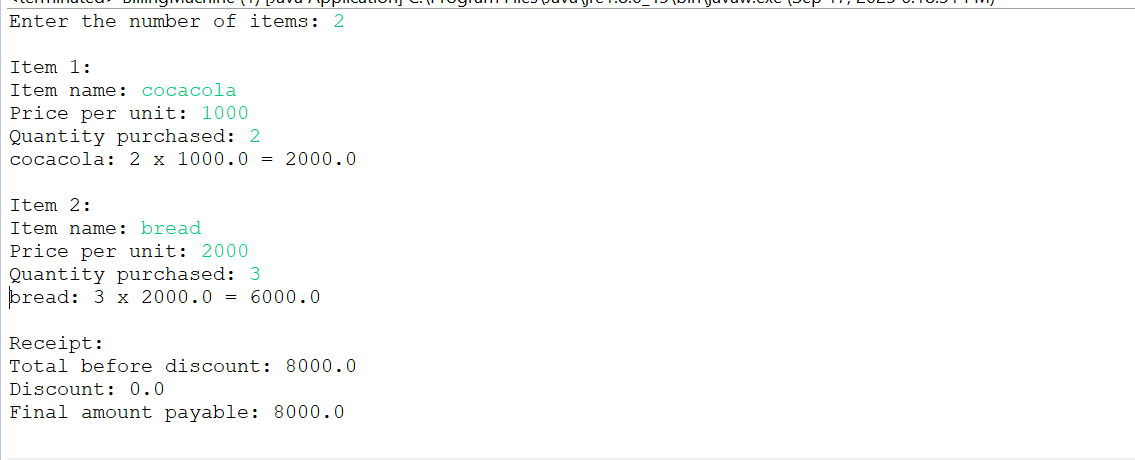 Enter the number of items: 2
Item 1:
Item name: cocacola
Price per unit: 1000
Quantity purchased: 2
cocacola: 2 x 1000.0 = 2000.0
Item 2:
Item name: bread
Price per unit: 2000
Quantity purchased: 3
bread: 3 x 2000.0 = 6000.0
Receipt:
Total before discount: 8000.0
Discount: 0.0
Final amount payable: 8000.0